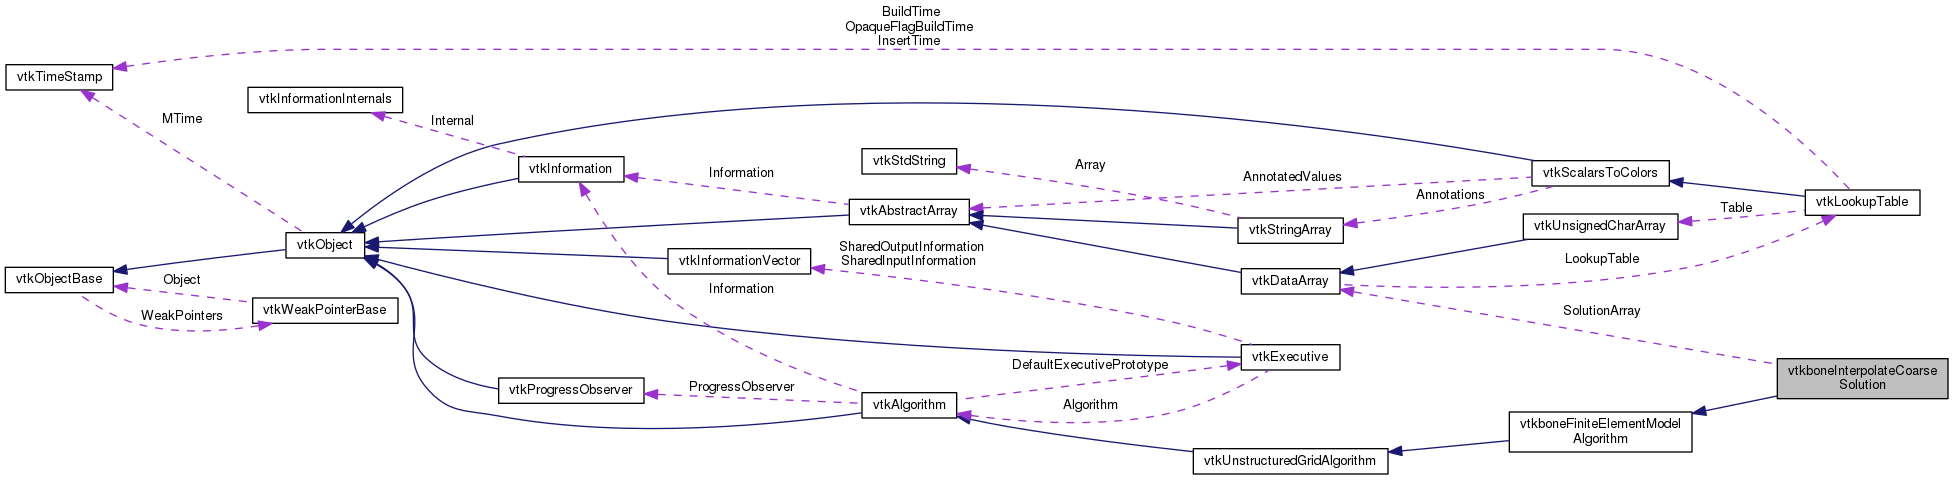 BuildTime
OpaqueFlagBuildTime
InsertTime
vtkTimeStamp
vtkInformationInternals
MTime
Internal
vtkInformation
vtkStdString
Array
Information
AnnotatedValues
vtkScalarsToColors
Annotations
vtkLookupTable
Table
vtkAbstractArray
vtkStringArray
vtkUnsignedCharArray
vtkObject
vtkInformationVector
SharedOutputInformation
SharedInputInformation
LookupTable
vtkObjectBase
Object
vtkDataArray
WeakPointers
vtkWeakPointerBase
Information
SolutionArray
vtkExecutive
DefaultExecutivePrototype
vtkboneInterpolateCoarse
Solution
vtkProgressObserver
ProgressObserver
vtkAlgorithm
Algorithm
vtkboneFiniteElementModel
Algorithm
vtkUnstructuredGridAlgorithm